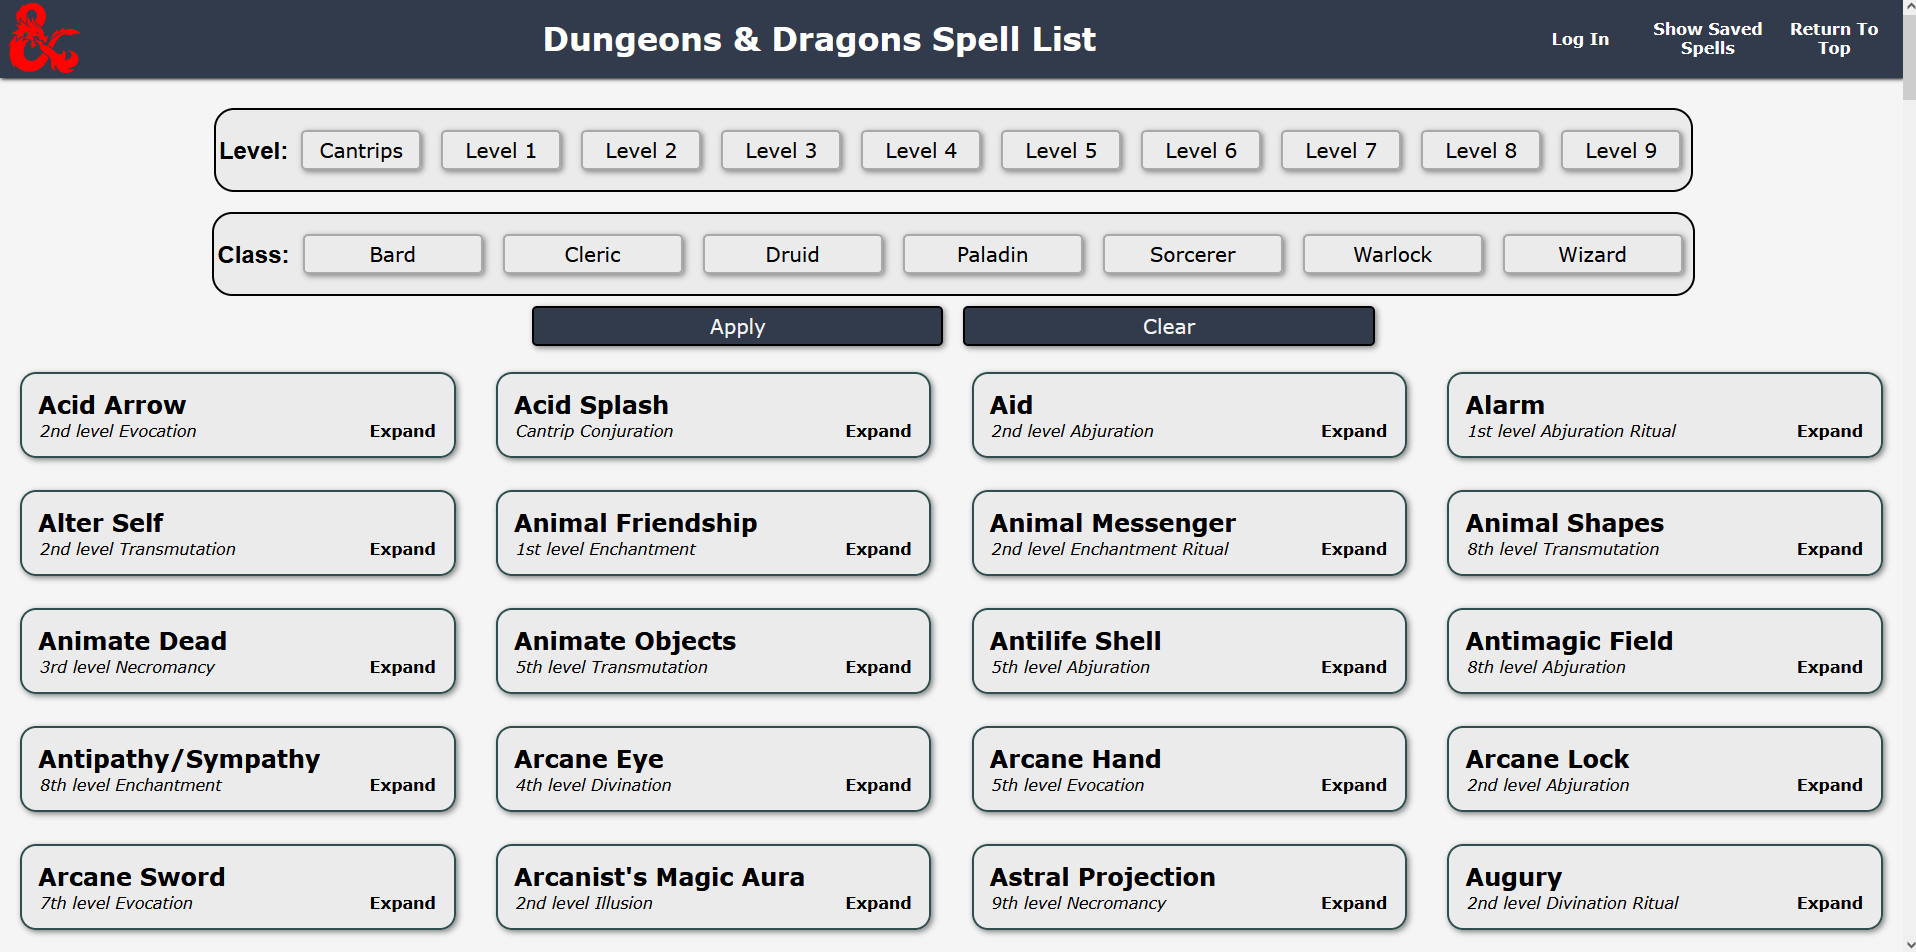 Dungeons & Dragons Spell List
Log In
Show Saved
Spells
Return To
Top
Level: Cantrips Level 1 Level 2 Level 3 Level 4 Level 5 Level 6 Level 7 Level 8 Level 9
Class: Bard Cleric Druid Paladin Sorcerer Warlock Wizard
Apply Clear
Acid Arrow
2nd level Evocation Expand
Acid Splash
Cantrip Conjuration Expand
Aid
2nd level Abjuration Expand
Alarm
1st level Abjuration Ritual Expand
Alter Self
2nd level Transmutation Expand
Animal Friendship
1st level Enchantment Expand
Animal Messenger
2nd level Enchantment Ritual Expand
Animal Shapes
8th level Transmutation Expand
Animate Dead
3rd level Necromancy Expand
Animate Objects
5th level Transmutation Expand
Antilife Shell
5th level Abjuration Expand
Antimagic Field
8th level Abjuration Expand
Antipathy/Sympathy
8th level Enchantment Expand
Arcane Eye
4th level Divination Expand
Arcane Hand
5th level Evocation Expand
Arcane Lock
2nd level Abjuration Expand
Arcane Sword
7th level Evocation Expand
Arcanist's Magic Aura
2nd level Illusion Expand
Astral Projection
9th level Necromancy Expand
Augury
2nd level Divination Ritual Expand